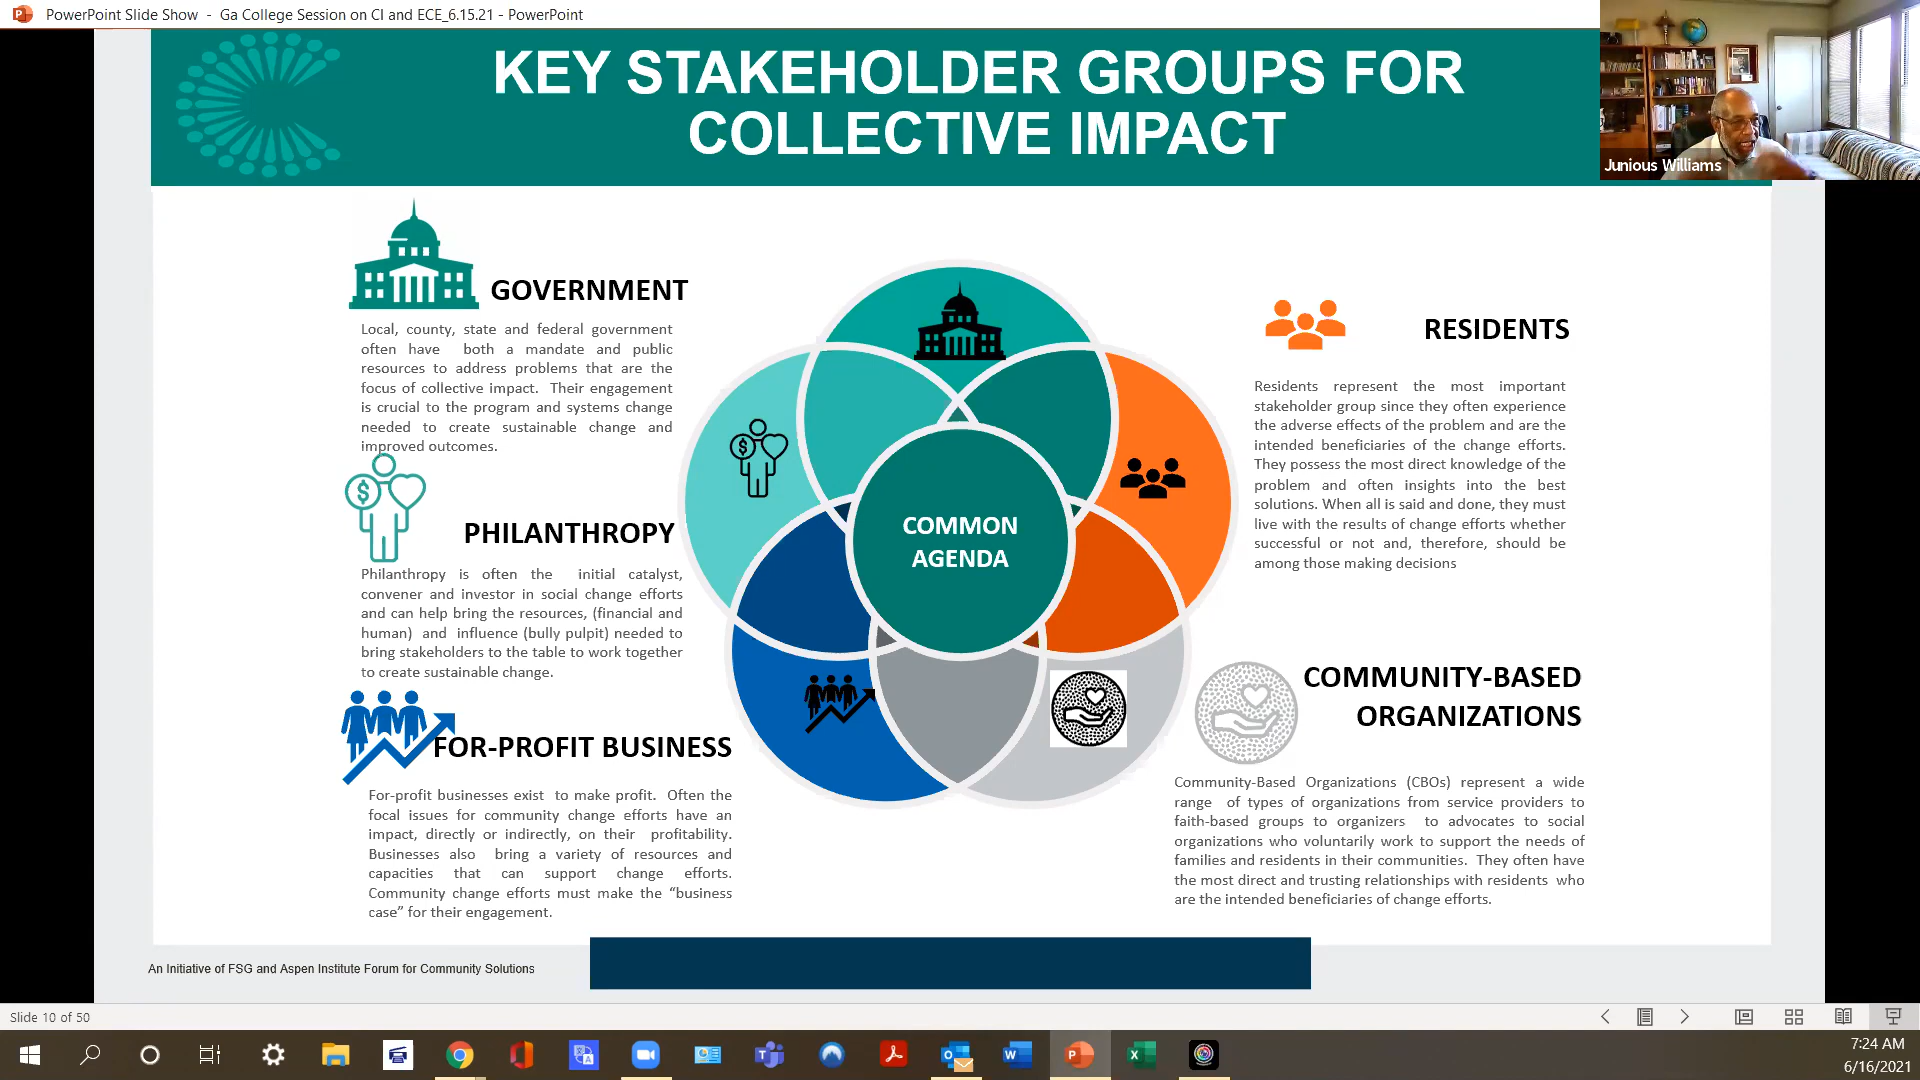 PowerPoint Slide Show - Ga College Session on CI and ECE_6.15.21 - PowerPoint
KEY STAKEHOLDER GROUPS FOR
COLLECTIVE IMPACT
Junious Williams
GOVERNMENT
Local, county, state and federal government
often have both a mandate and public
resources to address problems that are the
focus of collective impact. Their engagement
is crucial to the program and systems change
needed to create sustainable change and
improved outcomes.
$
PHILANTHROPY
Philanthropy is often the initial catalyst,
convener and investor in social change efforts
and can help bring the resources, (financial and
human) and influence (bully pulpit) needed to
bring stakeholders to the table to work together
to create sustainable change.
FOR-PROFIT BUSINESS
For-profit businesses exist to make profit. Often the
focal issues for community change efforts have an
impact, directly or indirectly, on their profitability.
Businesses also bring a variety of resources and
capacities that can support change efforts.
Community change efforts must make the “business
case” for their engagement.
$
COMMON
AGENDA
RESIDENTS
Residents represent the most important
stakeholder group since they often experience
the adverse effects of the problem and are the
intended beneficiaries of the change efforts.
They possess the most direct knowledge of the
problem and often insights into the best
solutions. When all is said and done, they must
live with the results of change efforts whether
successful or not and, therefore, should be
among those making decisions
COMMUNITY-BASED
ORGANIZATIONS
Community-Based Organizations (CBOs) represent a wide
range of types of organizations from service providers to
faith-based groups to organizers to advocates to social
organizations who voluntarily work to support the needs of
families and residents in their communities. They often have
the most direct and trusting relationships with residents who
are the intended beneficiaries of change efforts.
An Initiative of FSG and Aspen Institute Forum for Community Solutions
Slide 10 of 50
7:24 AM
6/16/2021